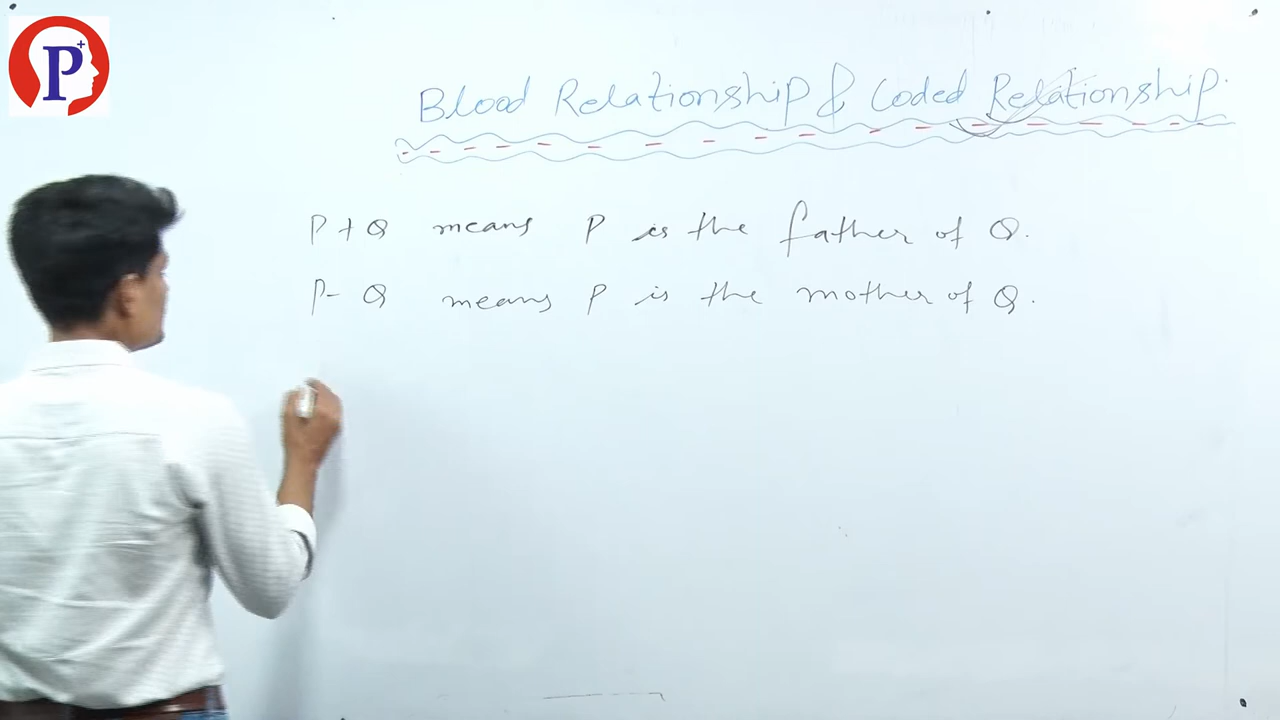 P+
Blood Relationship & Coded Relationship.
P + Q means P is the father of Q.
P - Q means P is the mother of Q.